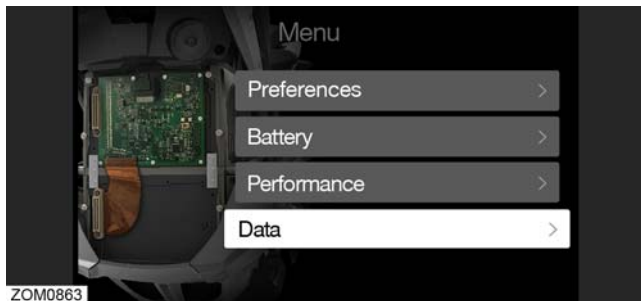 Menu
Preferences
Battery
Performance
Data
ZOM0863